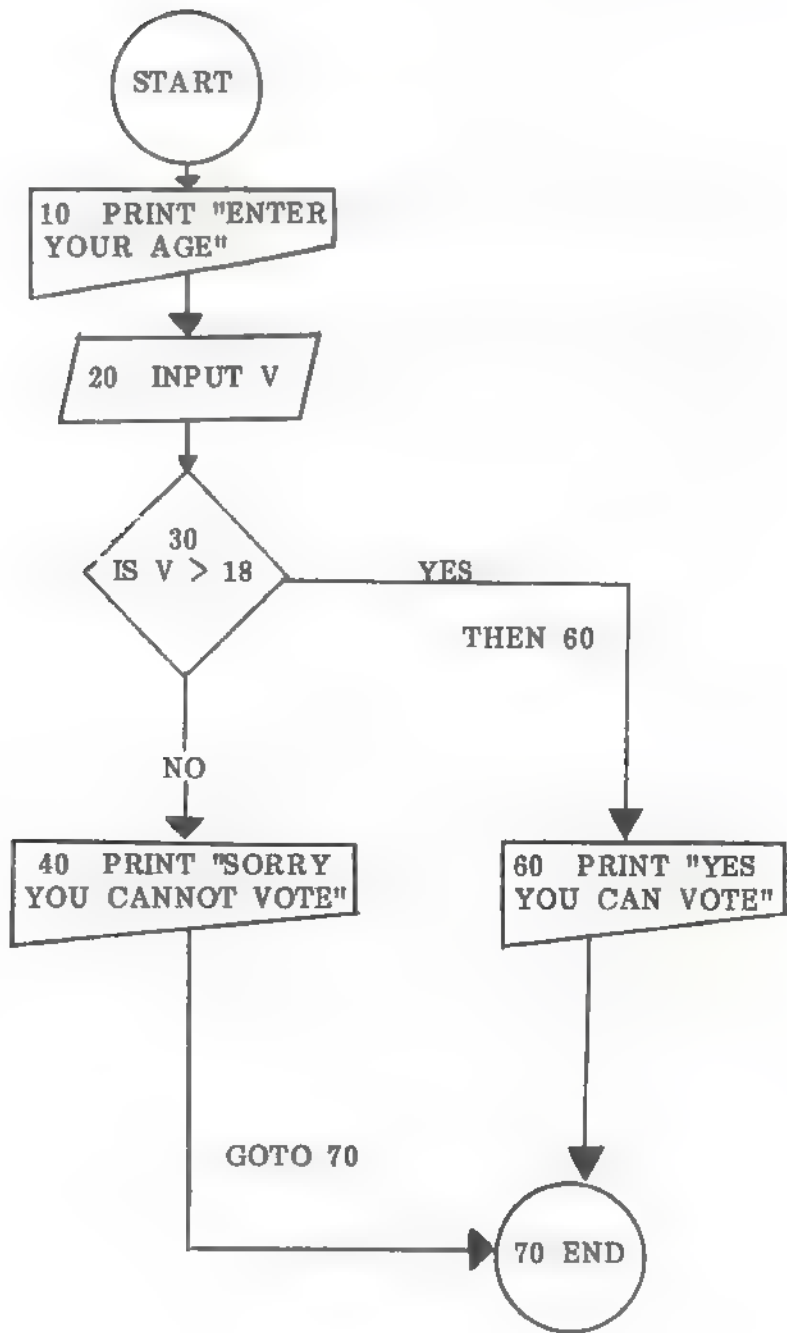 START
10 PRINT "ENTER
YOUR AGE"
20 INPUT V
30
IS V > 18
YES
THEN 60
NO
40 PRINT "SORRY
YOU CANNOT VOTE"
60 PRINT "YES
YOU CAN VOTE"
GOTO 70
70 END